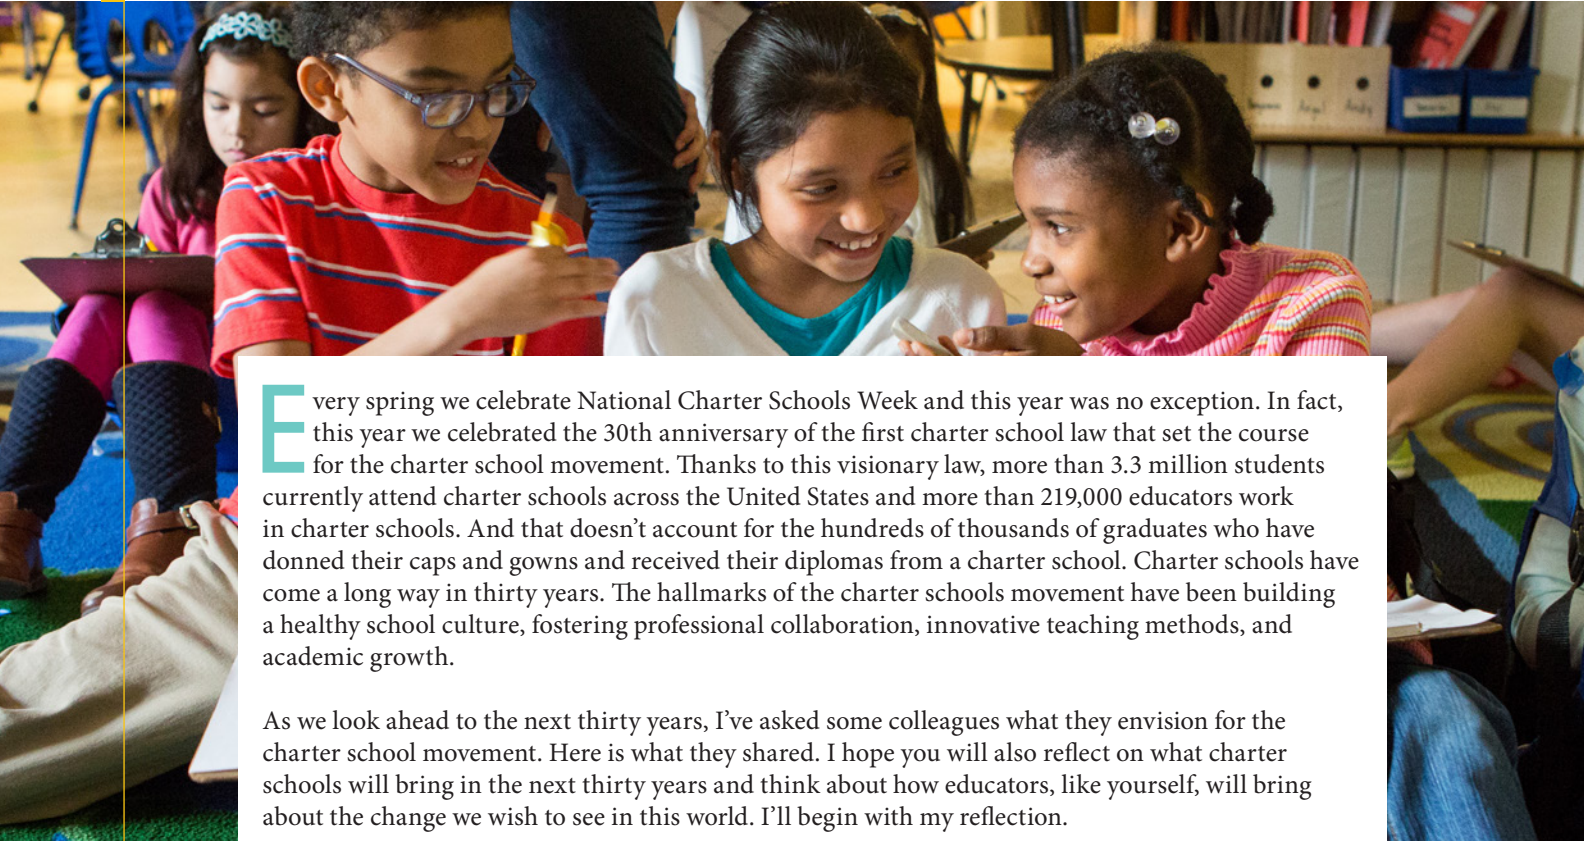 Every spring we celebrate National Charter Schools Week and this year was no exception. In fact,
this year we celebrated the 30th anniversary of the first charter school law that set the course
for the charter school movement. Thanks to this visionary law, more than 3.3 million students
currently attend charter schools across the United States and more than 219,000 educators work
in charter schools. And that doesn’t account for the hundreds of thousands of graduates who have
donned their caps and gowns and received their diplomas from a charter school. Charter schools have
come a long way in thirty years. The hallmarks of the charter schools movement have been building
a healthy school culture, fostering professional collaboration, innovative teaching methods, and
academic growth.
As we look ahead to the next thirty years, I’ve asked some colleagues what they envision for the
charter school movement. Here is what they shared. I hope you will also reflect on what charter
schools will bring in the next thirty years and think about how educators, like yourself, will bring
about the change we wish to see in this world. I’ll begin with my reflection.